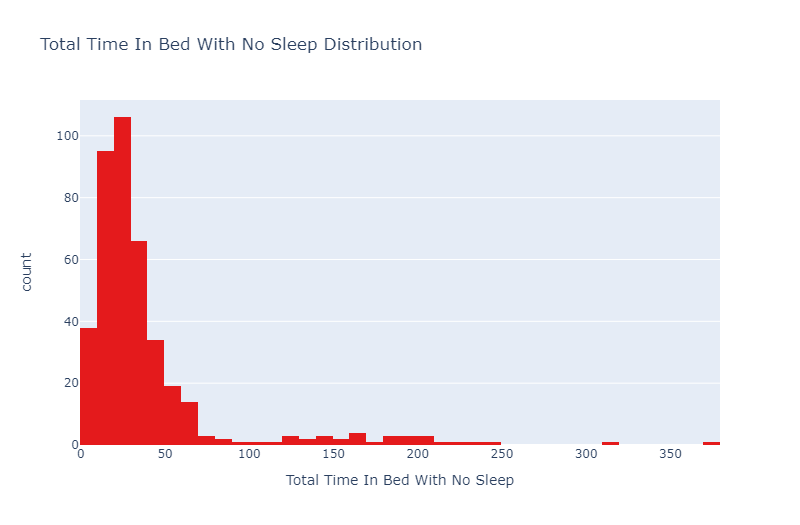 Total Time In Bed With No Sleep Distribution
100
80
60
40
20
0
count
0 50 100 150 200 250 300 350
Total Time In Bed With No Sleep